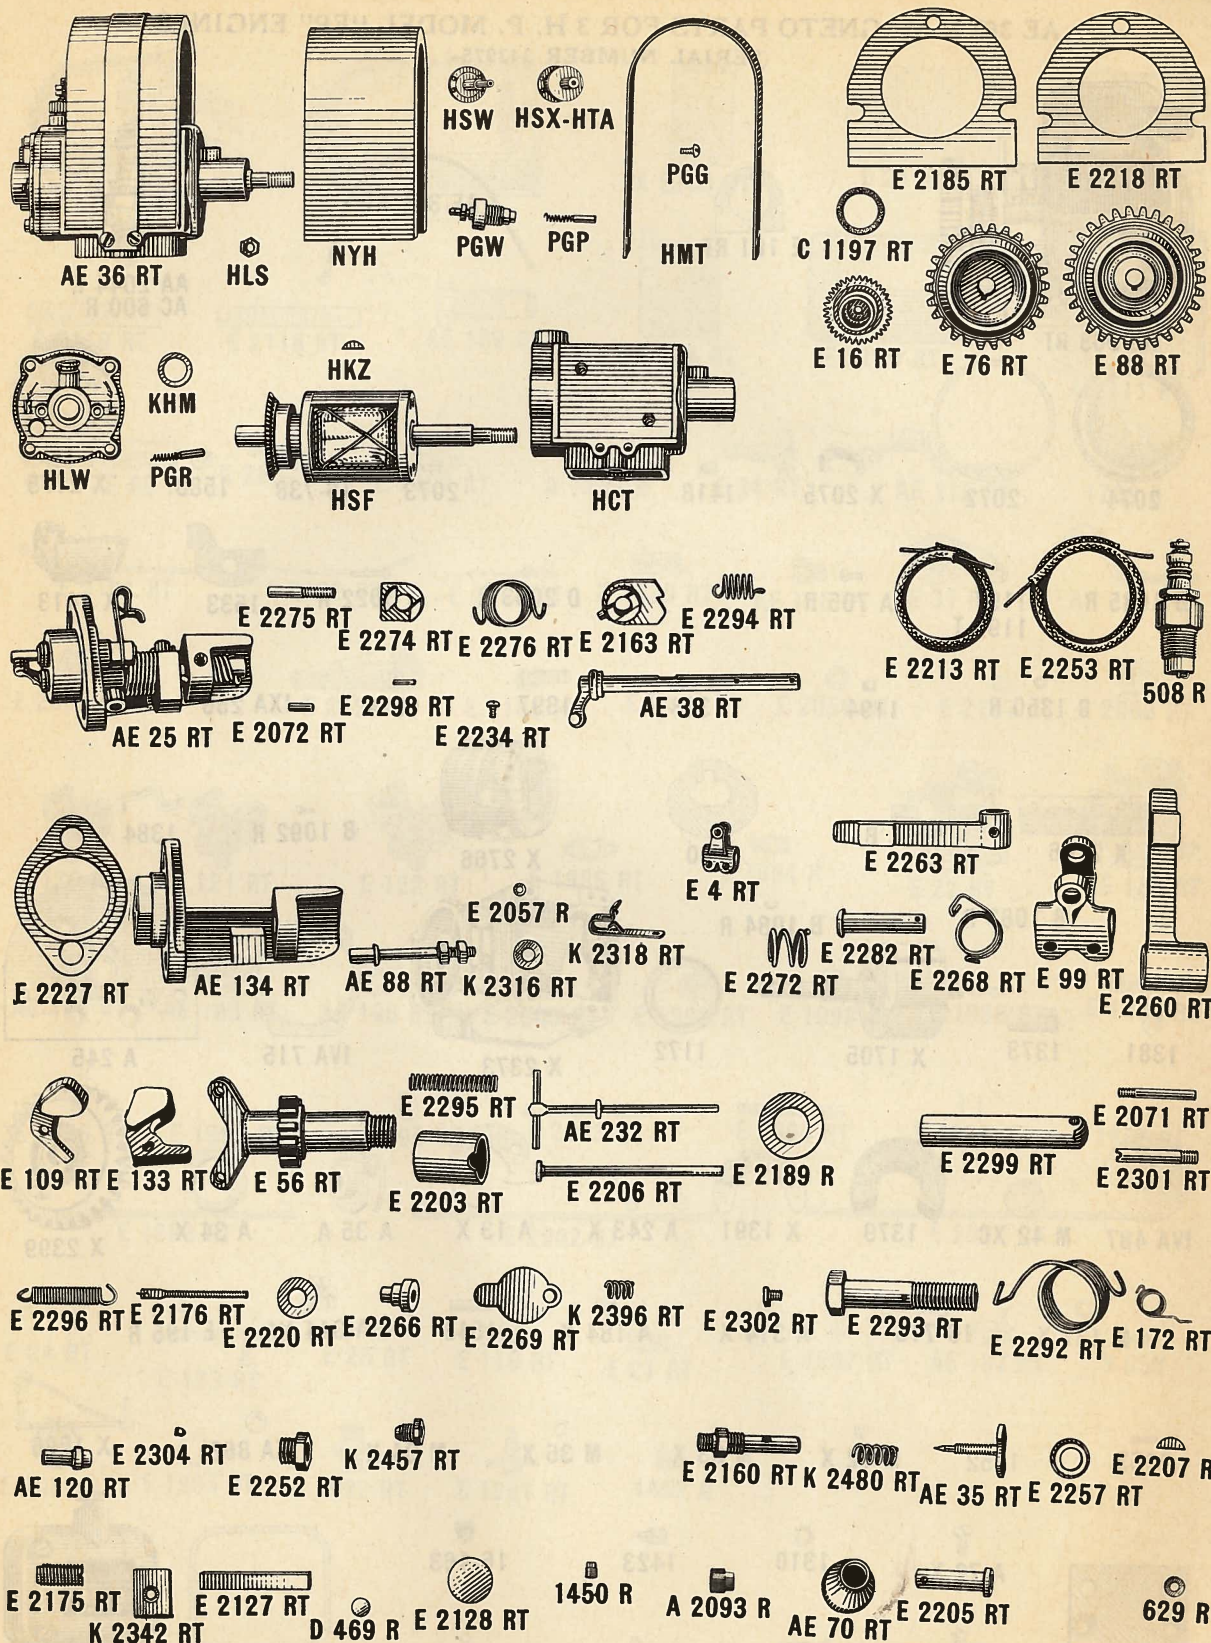 HSW
HSX-HTA
PGG
E 2185 RT
E 2218 RT
AE 36 RT
HLS
NYH
PGW
PGP
HMT
C 1197 RT
E 16 RT
E 76 RT
E 88 RT
HLW
KHM
PGR
HKZ
HSF
HCT
E 2275 RT
E 2274 RT
E 2276 RT
E 2163 RT
E 2294 RT
E 2213 RT
E 2253 RT
508 R
AE 25 RT
E 2072 RT
E 2298 RT
E 2234 RT
AE 38 RT
E 2263 RT
E 4 RT
E 2057 R
K 2318 RT
E 2227 RT
AE 134 RT
AE 88 RT
K 2316 RT
E 2272 RT
E 2282 RT
E 2268 RT
E 99 RT
E 2260 RT
E 2295 RT
AE 232 RT
E 2071 RT
E 109 RT
E 133 RT
E 56 RT
E 2203 RT
E 2206 RT
E 2189 R
E 2299 RT
E 2301 RT
E 2296 RT
E 2176 RT
E 2220 RT
E 2266 RT
E 2269 RT
K 2396 RT
E 2302 RT
E 2293 RT
E 2292 RT
E 172 RT
AE 120 RT
E 2304 RT
E 2252 RT
K 2457 RT
E 2160 RT
K 2480 RT
AE 35 RT
E 2257 RT
E 2207 R
E 2175 RT
K 2342 RT
E 2127 RT
D 469 R
E 2128 RT
1450 R
A 2093 R
AE 70 RT
E 2205 RT
629 R